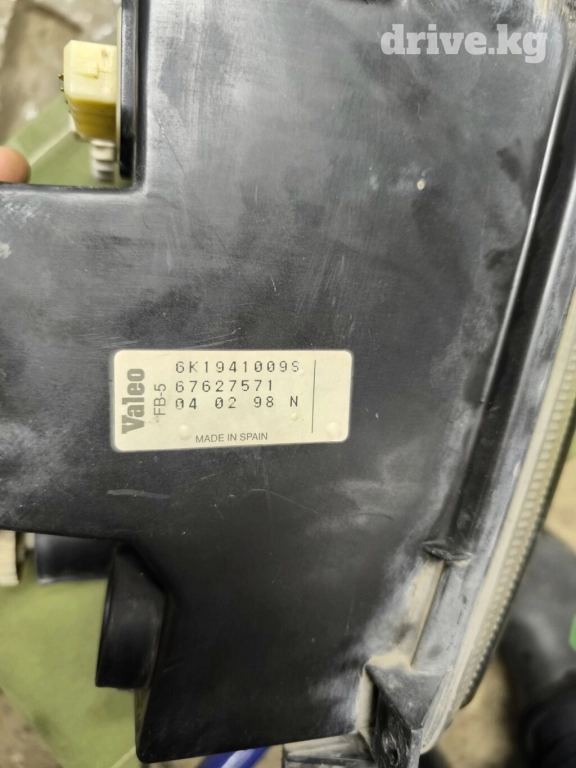 drive.kg
Valeo
FB-5
6K1941009S
67627571
04 02 98 N
MADE IN SPAIN